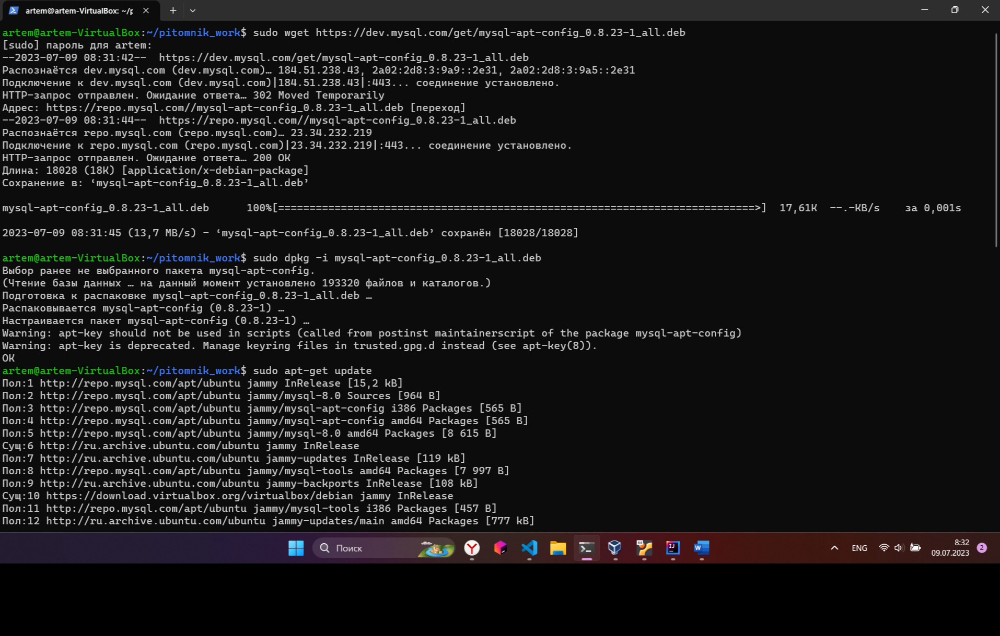 artem@artem-VirtualBox: ~/p
artem@artem-VirtualBox:~/pitomnik_work$ sudo wget https://dev.mysql.com/get/mysql-apt-config_0.8.23-1_all.deb
[sudo] пароль для artem:
--2023-07-09 08:31:42--  https://dev.mysql.com/get/mysql-apt-config_0.8.23-1_all.deb
Распознаётся dev.mysql.com (dev.mysql.com)… 184.51.238.43, 2a02:2d8:3:9a9::2e31, 2a02:2d8:3:9a5::2e31
Подключение к dev.mysql.com (dev.mysql.com)|184.51.238.43|:443... соединение установлено.
HTTP-запрос отправлен. Ожидание ответа… 302 Moved Temporarily
Адрес: https://repo.mysql.com//mysql-apt-config_0.8.23-1_all.deb [переход]
--2023-07-09 08:31:44--  https://repo.mysql.com//mysql-apt-config_0.8.23-1_all.deb
Распознаётся repo.mysql.com (repo.mysql.com)… 23.34.232.219
Подключение к repo.mysql.com (repo.mysql.com)|23.34.232.219|:443... соединение установлено.
HTTP-запрос отправлен. Ожидание ответа… 200 OK
Длина: 18028 (18K) [application/x-debian-package]
Сохранение в: ‘mysql-apt-config_0.8.23-1_all.deb’
mysql-apt-config_0.8.23-1_all.deb      100%[============================================================================>]  17,61K  --.-KB/s    за 0,001s
2023-07-09 08:31:45 (13,7 MB/s) - ‘mysql-apt-config_0.8.23-1_all.deb’ сохранён [18028/18028]
artem@artem-VirtualBox:~/pitomnik_work$ sudo dpkg -i mysql-apt-config_0.8.23-1_all.deb
Выбор ранее не выбранного пакета mysql-apt-config.
(Чтение базы данных … на данный момент установлено 193320 файлов и каталогов.)
Подготовка к распаковке mysql-apt-config_0.8.23-1_all.deb …
Распаковывается mysql-apt-config (0.8.23-1) …
Настраивается пакет mysql-apt-config (0.8.23-1) …
Warning: apt-key should not be used in scripts (called from postinst maintainerscript of the package mysql-apt-config)
Warning: apt-key is deprecated. Manage keyring files in trusted.gpg.d instead (see apt-key(8)).
OK
artem@artem-VirtualBox:~/pitomnik_work$ sudo apt-get update
Пол:1 http://repo.mysql.com/apt/ubuntu jammy InRelease [15,2 kB]
Пол:2 http://repo.mysql.com/apt/ubuntu jammy/mysql-8.0 Sources [964 B]
Пол:3 http://repo.mysql.com/apt/ubuntu jammy/mysql-apt-config i386 Packages [565 B]
Пол:4 http://repo.mysql.com/apt/ubuntu jammy/mysql-apt-config amd64 Packages [565 B]
Пол:5 http://repo.mysql.com/apt/ubuntu jammy/mysql-8.0 amd64 Packages [8 615 B]
Сущ:6 http://ru.archive.ubuntu.com/ubuntu jammy InRelease
Пол:7 http://ru.archive.ubuntu.com/ubuntu jammy-updates InRelease [119 kB]
Пол:8 http://repo.mysql.com/apt/ubuntu jammy/mysql-tools amd64 Packages [7 997 B]
Пол:9 http://ru.archive.ubuntu.com/ubuntu jammy-backports InRelease [108 kB]
Сущ:10 https://download.virtualbox.org/virtualbox/debian jammy InRelease
Пол:11 http://repo.mysql.com/apt/ubuntu jammy/mysql-tools i386 Packages [457 B]
Пол:12 http://ru.archive.ubuntu.com/ubuntu jammy-updates/main amd64 Packages [777 kB]
Поиск
ENG
8:32
09.07.2023
2